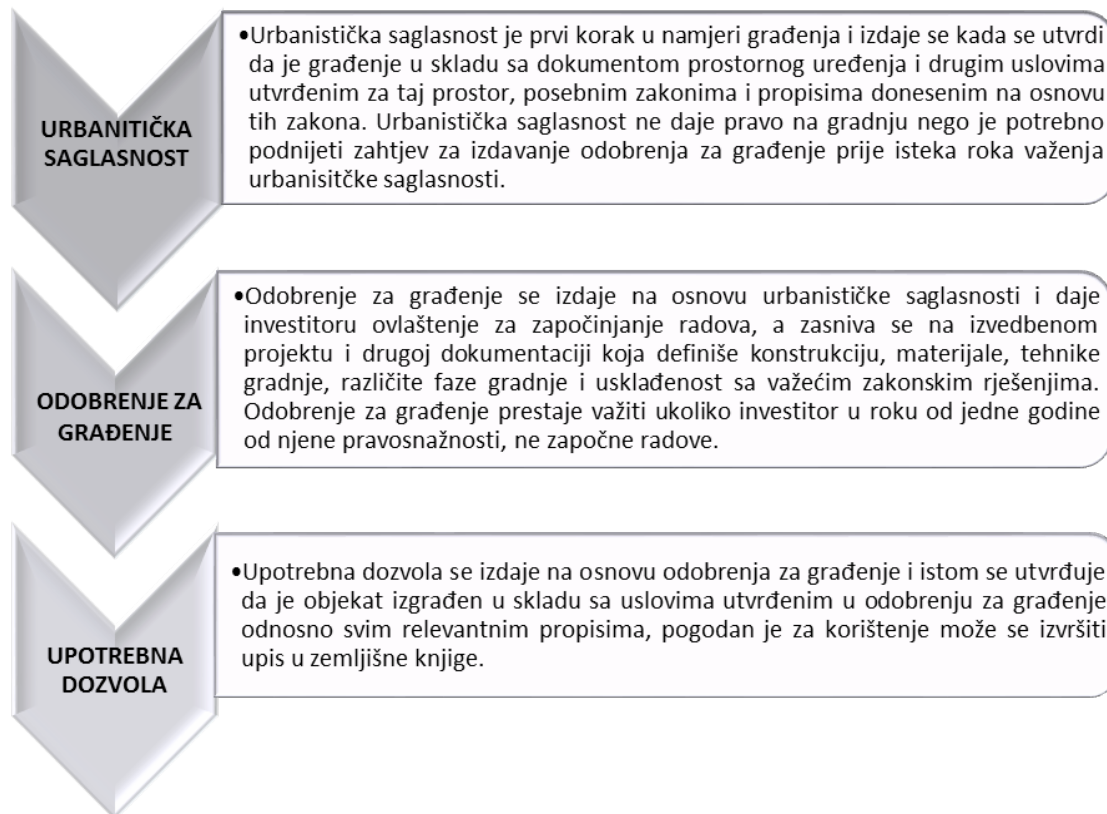 URBANITIČKA
SAGLASNOST
•Urbanistička saglasnost je prvi korak u namjeri građenja i izdaje se kada se utvrdi
da je građenje u skladu sa dokumentom prostornog uređenja i drugim uslovima
utvrđenim za taj prostor, posebnim zakonima i propisima donesenim na osnovu
tih zakona. Urbanistička saglasnost ne daje pravo na gradnju nego je potrebno
podnijeti zahtjev za izdavanje odobrenja za građenje prije isteka roka važenja
urbanisitčke saglasnosti.
ODOBRENJE ZA
GRAĐENJE
•Odobrenje za građenje se izdaje na osnovu urbanističke saglasnosti i daje
investitoru ovlaštenje za započinjanje radova, a zasniva se na izvedbenom
projektu i drugoj dokumentaciji koja definiše konstrukciju, materijale, tehnike
gradnje, različite faze gradnje i usklađenost sa važećim zakonskim rješenjima.
Odobrenje za građenje prestaje važiti ukoliko investitor u roku od jedne godine
od njene pravosnažnosti, ne započne radove.
UPOTREBNA
DOZVOLA
•Upotrebna dozvola se izdaje na osnovu odobrenja za građenje i istom se utvrđuje
da je objekat izgrađen u skladu sa uslovima utvrđenim u odobrenju za građenje
odnosno svim relevantnim propisima, pogodan je za korištenje može se izvršiti
upis u zemljišne knjige.